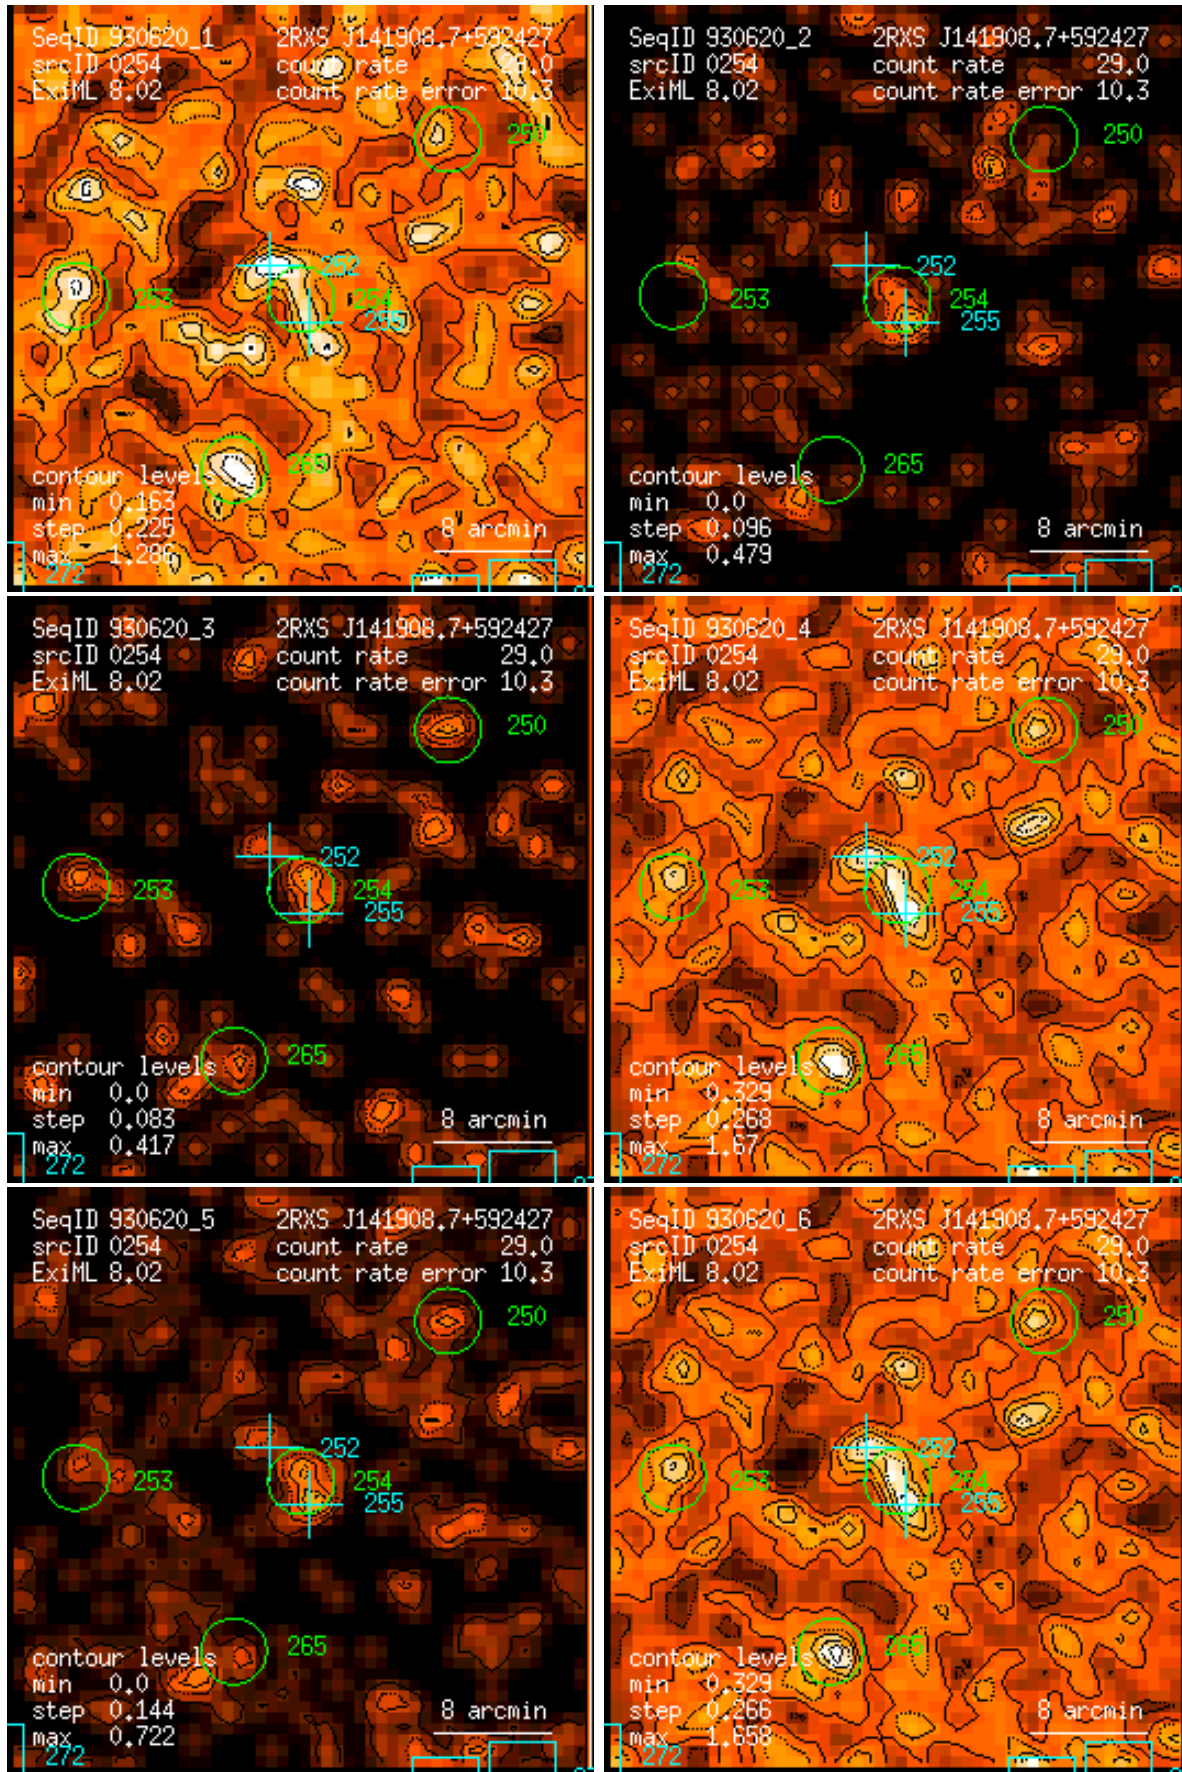 SeqID 930620_1 2RXS J141908.7+592427
srcID 0254 count rate 29.0
ExiML 8.02 count rate error 10.3
250
252
253 254
255
265
contour levels
min 0.163
step 0.225 8 arcmin
max 1.286
272
SeqID 930620_2 2RXS J141908.7+592427
srcID 0254 count rate 29.0
ExiML 8.02 count rate error 10.3
250
252
253 254
255
265
contour levels
min 0.0
step 0.096 8 arcmin
max 0.479
272
SeqID 930620_3 2RXS J141908.7+592427
srcID 0254 count rate 29.0
ExiML 8.02 count rate error 10.3
250
252
253 254
255
265
contour levels
min 0.0
step 0.083 8 arcmin
max 0.417
272
SeqID 930620_4 2RXS J141908.7+592427
srcID 0254 count rate 29.0
ExiML 8.02 count rate error 10.3
250
252
253 254
255
265
contour levels
min 0.329
step 0.268 8 arcmin
max 1.67
272
SeqID 930620_5 2RXS J141908.7+592427
srcID 0254 count rate 29.0
ExiML 8.02 count rate error 10.3
250
252
253 254
255
265
contour levels
min 0.0
step 0.144 8 arcmin
max 0.722
272
SeqID 930620_6 2RXS J141908.7+592427
srcID 0254 count rate 29.0
ExiML 8.02 count rate error 10.3
250
252
253 254
255
265
contour levels
min 0.329
step 0.266 8 arcmin
max 1.658
272